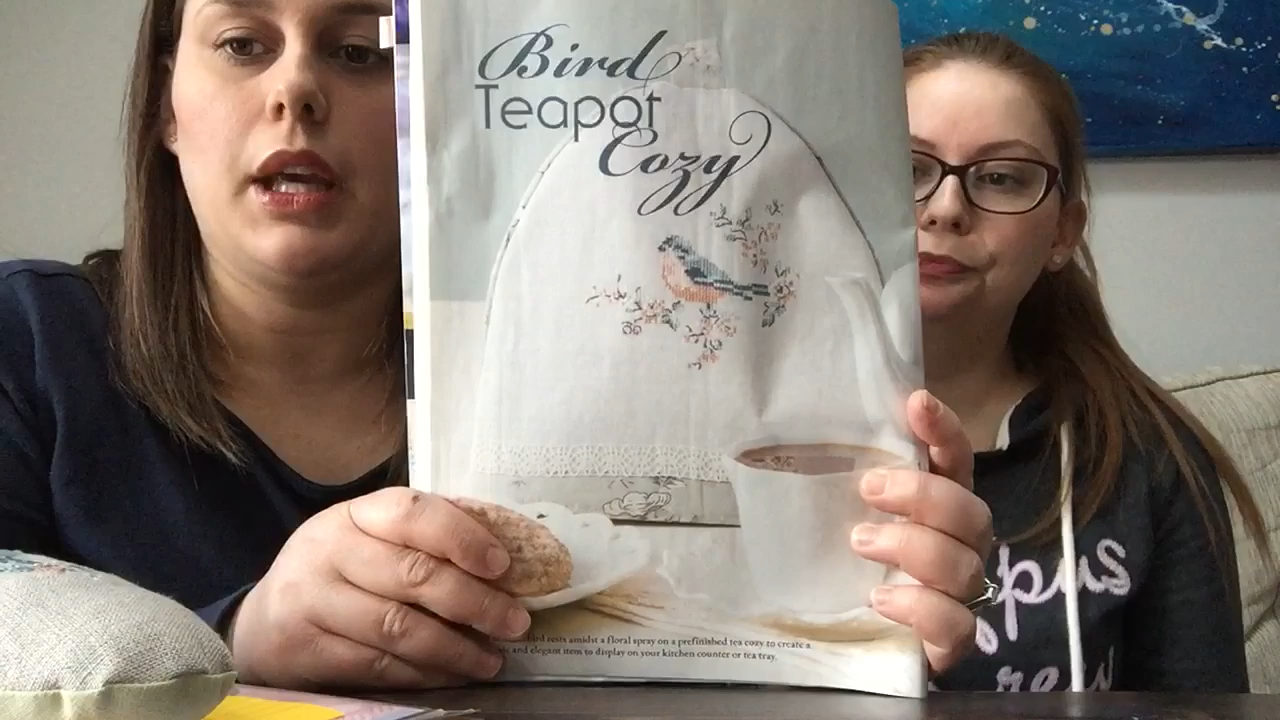 Bird
Teapot
Cozy
bird rests amidst a floral spray on a prefinished tea cozy to create a
and elegant item to display on your kitchen counter or tea tray.
pus